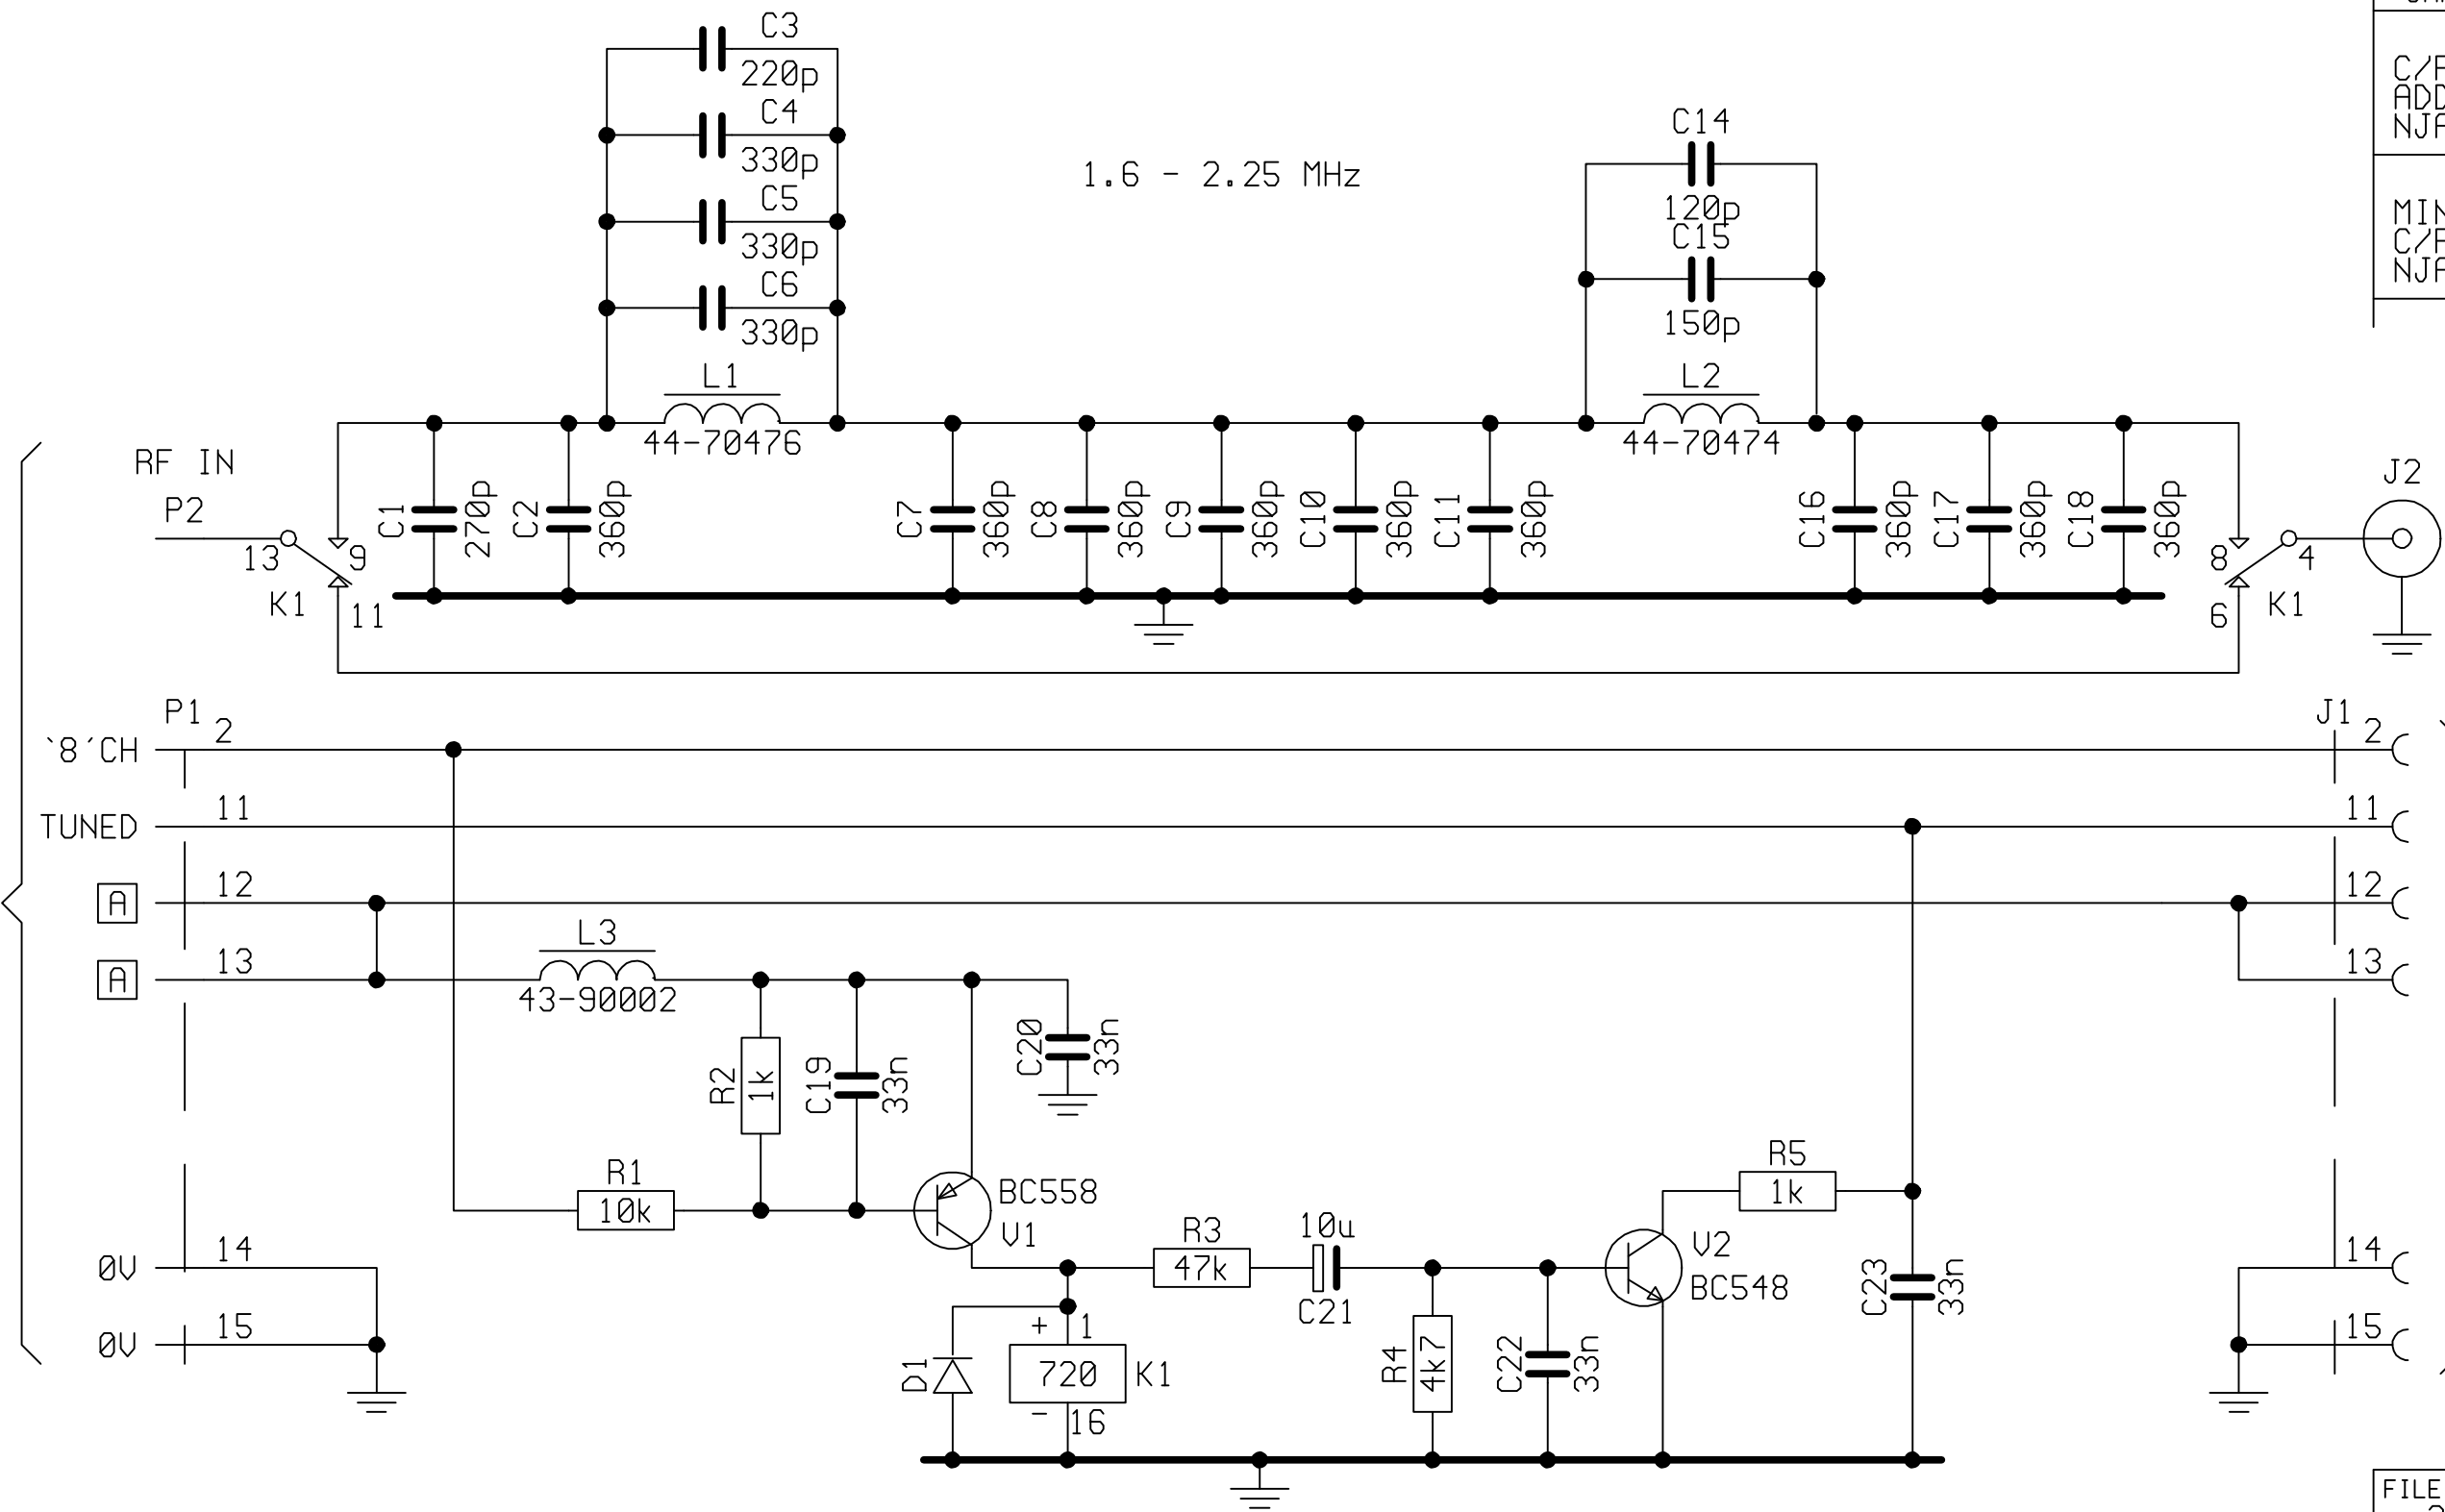 C3
220p
C4
330p
C5
330p
C6
330p
1.6 - 2.25 MHz
C14
120p
C15
150p
C/
ADD
NJA
MIN
C/
NJA
L1
44-70476
L2
44-70474
RF IN
P2
13
9
K1
11
C1
270p
C2
360p
C7
360p
C8
360p
C9
360p
C10
360p
C11
360p
C16
360p
C17
360p
C18
360p
8
4
6
K1
J2
P1
2
`8´CH
J1
2
TUNED
11
11
A
12
12
A
13
13
L3
43-90002
R2
1k
C19
33n
C20
33n
R1
10k
BC558
V1
R3
47k
10u
C21
R5
1k
V2
BC548
C23
33n
0V
14
14
0V
15
15
+
1
D1
720
K1
-
16
R4
4k7
C22
33n
FILE